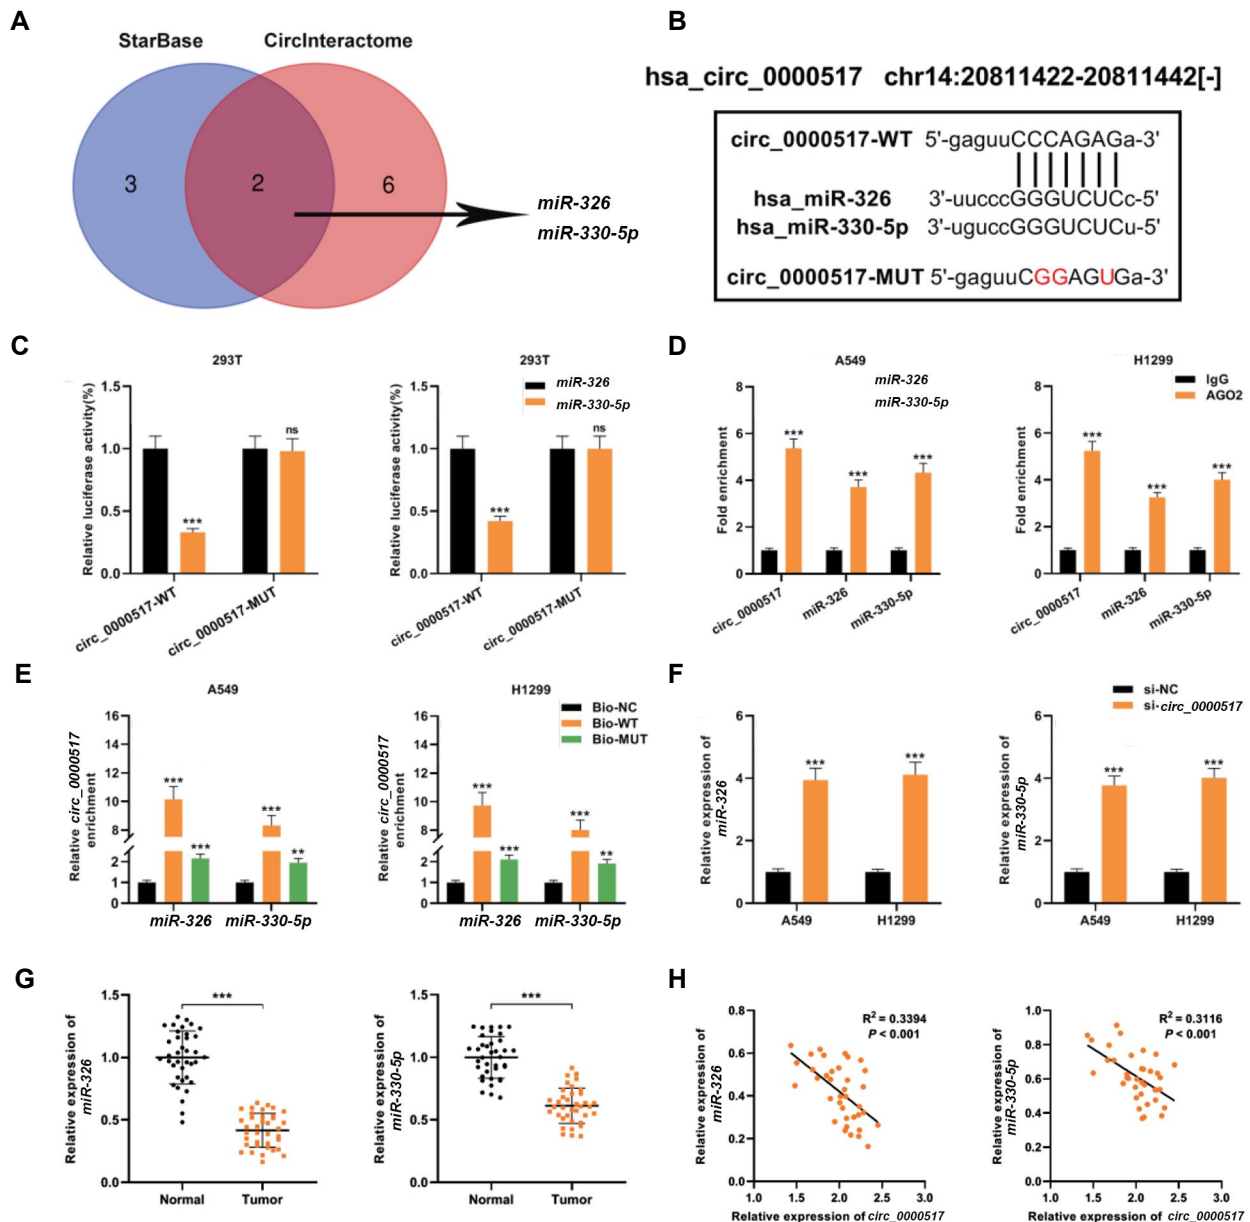 A
StarBase
CircInteractome
3
2
6
miR-326
miR-330-5p
B
hsa_circ_0000517 chr14:20811422-20811442[-]
circ_0000517-WT 5'-gaguuCCCAGAGa-3'
hsa_miR-326 3'-uucccGGGUCUCc-5'
hsa_miR-330-5p 3'-uguccGGGUCUCu-5'
circ_0000517-MUT 5'-gaguuCGGAGUGa-3'
C
293T
Relative luciferase activity(%)
1.5
1.0
0.5
0.0
***
ns
circ_0000517-WT
circ_0000517-MUT
293T
miR-326
miR-330-5p
Relative luciferase activity(%)
1.5
1.0
0.5
0.0
***
ns
circ_0000517-WT
circ_0000517-MUT
D
A549
miR-326
miR-330-5p
Fold enrichment
8
6
4
2
0
***
***
***
circ_0000517
miR-326
miR-330-5p
H1299
IgG
AGO2
Fold enrichment
8
6
4
2
0
***
***
***
circ_0000517
miR-326
miR-330-5p
E
A549
Relative circ_0000517
enrichment
16
14
12
10
8
2
1
0
***
***
***
**
miR-326
miR-330-5p
H1299
Bio-NC
Bio-WT
Bio-MUT
Relative circ_0000517
enrichment
16
14
12
10
8
2
1
0
***
***
***
**
miR-326
miR-330-5p
F
si-NC
si-circ_0000517
Relative expression of
miR-326
6
4
2
0
***
***
A549
H1299
Relative expression of
miR-330-5p
6
4
2
0
***
***
A549
H1299
G
Relative expression of
miR-326
1.5
1.0
0.5
0.0
***
Normal
Tumor
Relative expression of
miR-330-5p
1.5
1.0
0.5
0.0
***
Normal
Tumor
H
Relative expression of
miR-326
0.8
0.6
0.4
0.2
0.0
R² = 0.3394
P < 0.001
1.0 1.5 2.0 2.5 3.0
Relative expression of circ_0000517
Relative expression of
miR-330-5p
1.0
0.8
0.6
0.4
0.2
0.0
R² = 0.3116
P < 0.001
1.0 1.5 2.0 2.5 3.0
Relative expression of circ_0000517